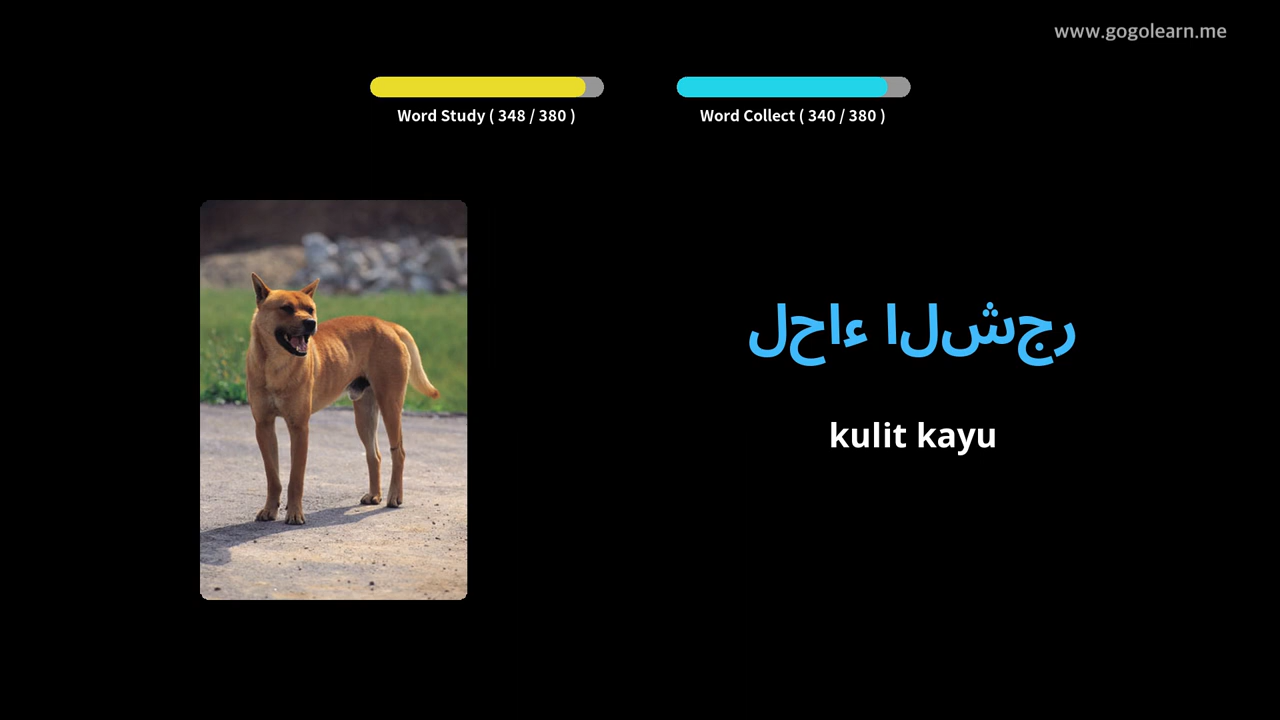 www.gogolearn.me
Word Study ( 348 / 380 )
Word Collect ( 340 / 380 )
لحاء الشجر
kulit kayu